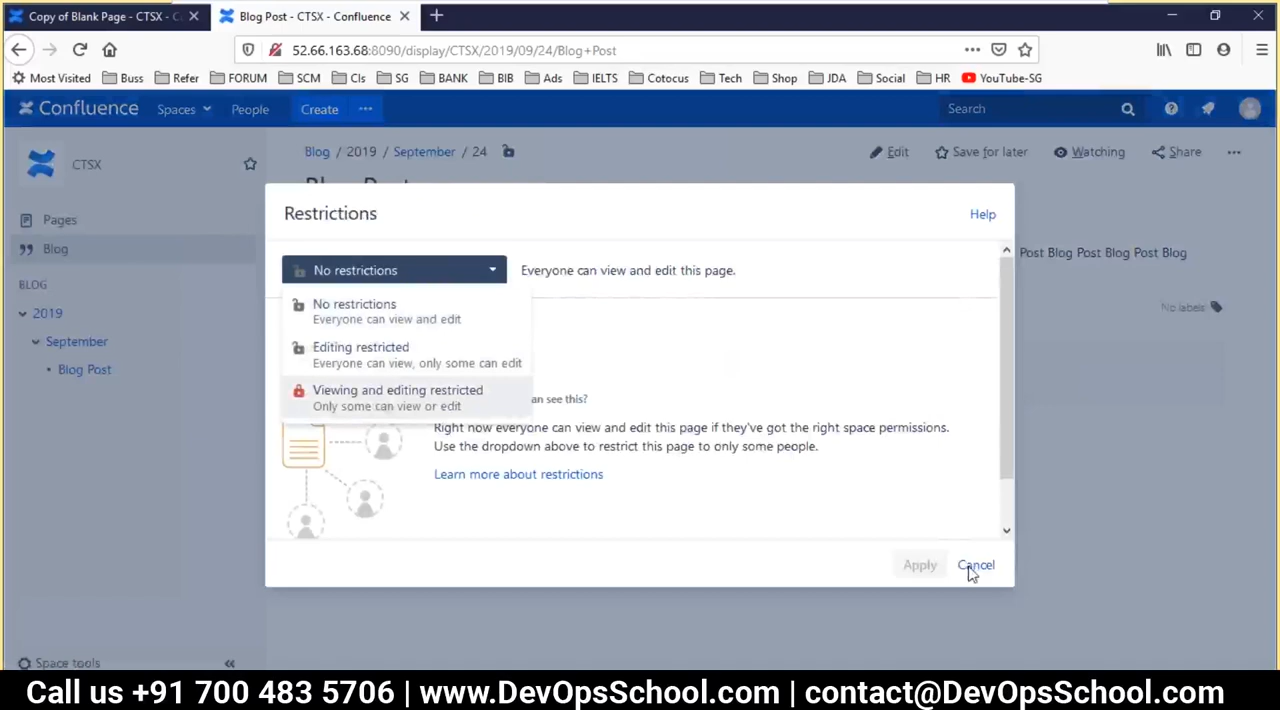 Copy of Blank Page - CTSX - C
Blog Post - CTSX - Confluence
52.66.163.68:8090/display/CTSX/2019/09/24/Blog+Post
Most Visited Buss Refer FORUM SCM CIs SG BANK BIB Ads IELTS Cotocus Tech Shop JDA Social HR YouTube-SG
Confluence Spaces People Create Search
CTSX
Blog / 2019 / September / 24
Edit Save for later Watching Share
Pages
Blog
BLOG
2019
September
Blog Post
Restrictions
Help
No restrictions
Everyone can view and edit this page.
No restrictions
Everyone can view and edit
Editing restricted
Everyone can view, only some can edit
Viewing and editing restricted
Only some can view or edit
an see this?
Right now everyone can view and edit this page if they've got the right space permissions.
Use the dropdown above to restrict this page to only some people.
Learn more about restrictions
Post Blog Post Blog Post Blog
No labels
Apply Cancel
Space tools
Call us +91 700 483 5706 | www.DevOpsSchool.com | contact@DevOpsSchool.com